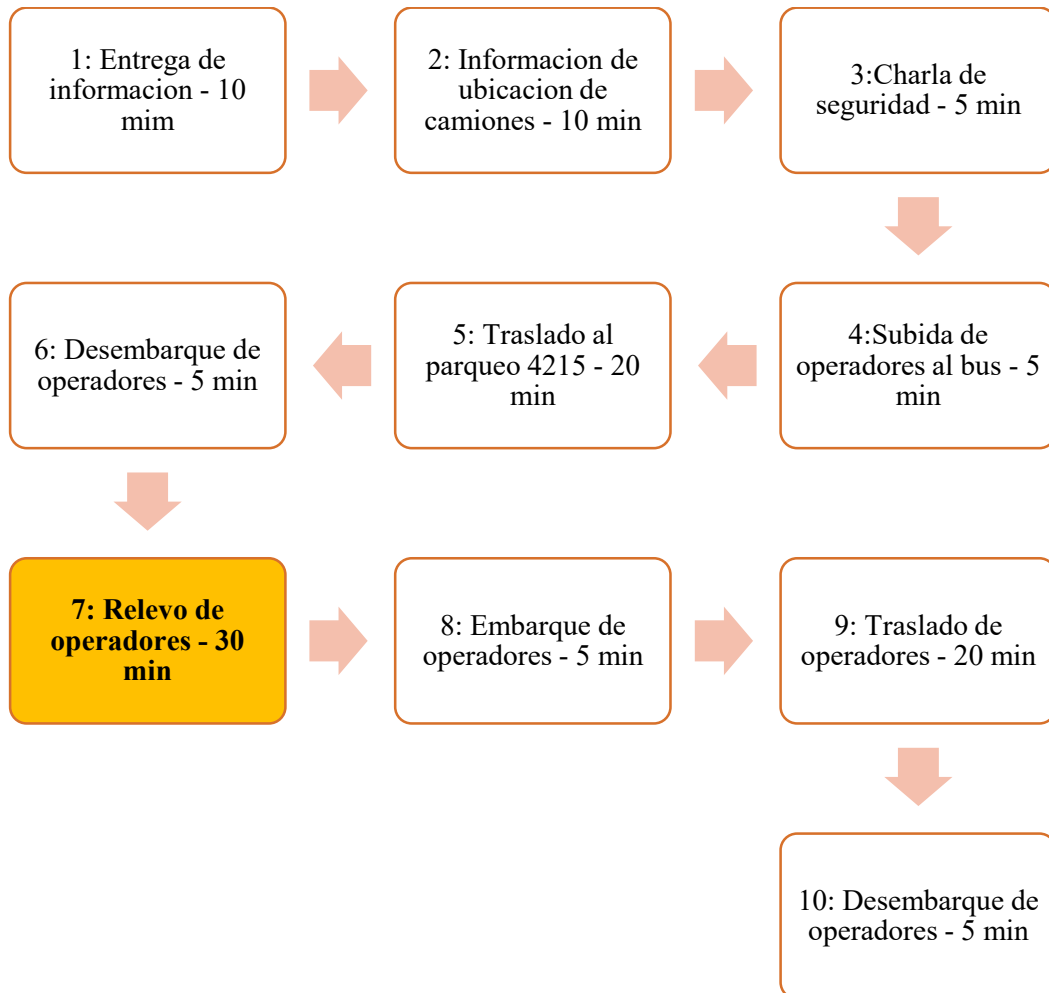 1: Entrega de
informacion - 10
mim
2: Informacion de
ubicacion de
camiones - 10 min
3:Charla de
seguridad - 5 min
4:Subida de
operadores al bus - 5
min
5: Traslado al
parqueo 4215 - 20
min
6: Desembarque de
operadores - 5 min
7: Relevo de
operadores - 30
min
8: Embarque de
operadores - 5 min
9: Traslado de
operadores - 20 min
10: Desembarque de
operadores - 5 min